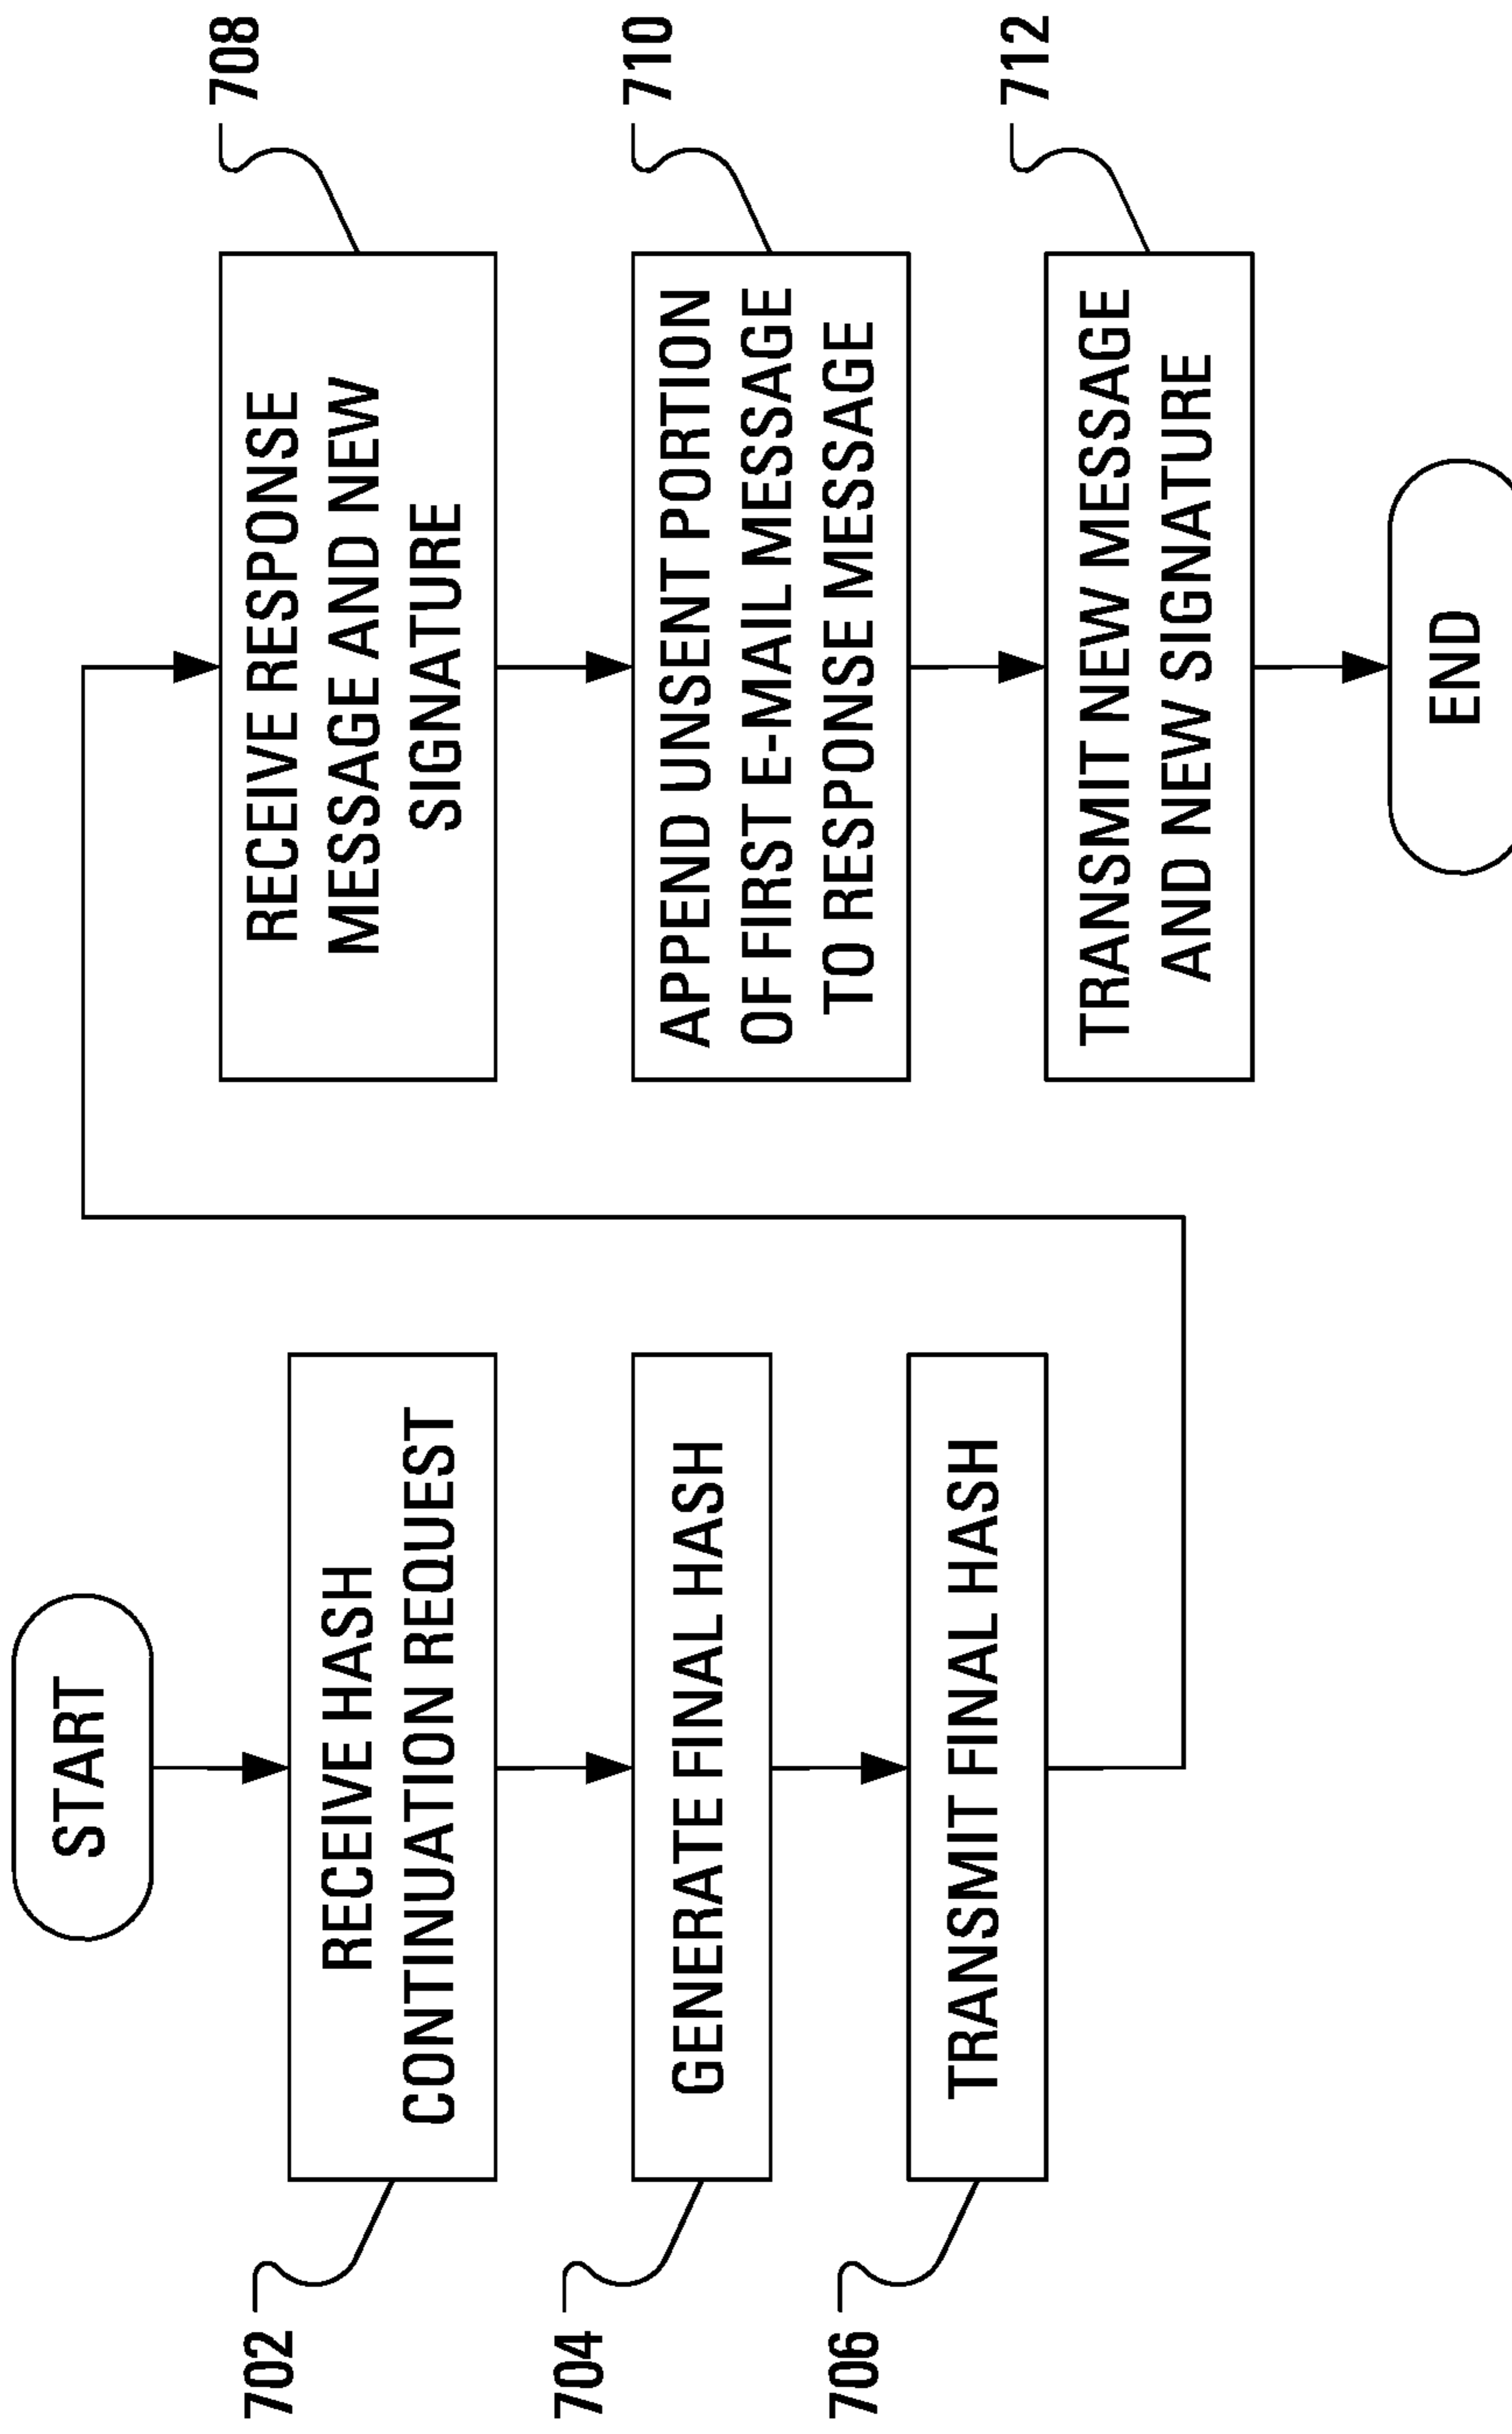 START
702
RECEIVE HASH
CONTINUATION REQUEST
704
GENERATE FINAL HASH
706
TRANSMIT FINAL HASH
708
RECEIVE RESPONSE
MESSAGE AND NEW
SIGNATURE
710
APPEND UNSENT PORTION
OF FIRST E-MAIL MESSAGE
TO RESPONSE MESSAGE
712
TRANSMIT NEW MESSAGE
AND NEW SIGNATURE
END